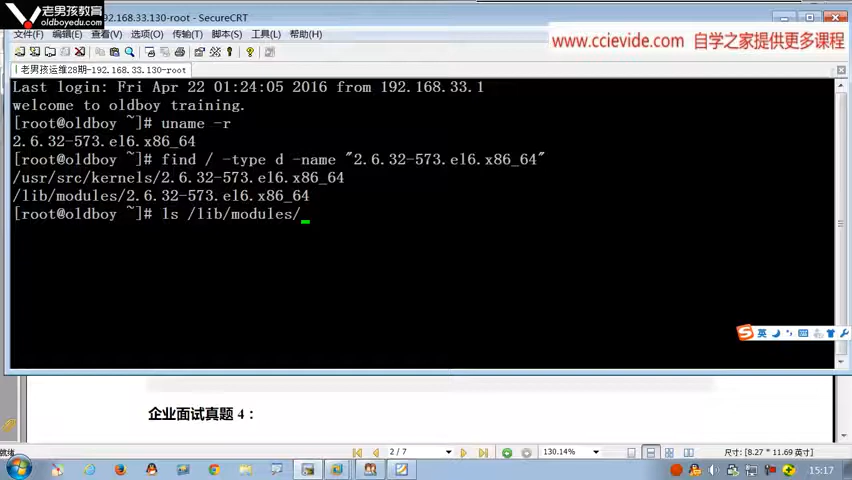 老男孩教育
oldboyedu.com
192.168.33.130-root - SecureCRT
文件(F) 编辑(E) 查看(V) 选项(O) 传输(T) 脚本(S) 工具(L) 帮助(H)
www.ccievide.com 自学之家提供更多课程
老男孩运维28期-192.168.33.130-root
Last login: Fri Apr 22 01:24:05 2016 from 192.168.33.1
welcome to oldboy training.
[root@oldboy ~]# uname -r
2.6.32-573.el6.x86_64
[root@oldboy ~]# find / -type d -name "2.6.32-573.el6.x86_64"
/usr/src/kernels/2.6.32-573.el6.x86_64
/lib/modules/2.6.32-573.el6.x86_64
[root@oldboy ~]# ls /lib/modules/
英
企业面试真题 4：
就绪
2 / 7
130.14%
尺寸: [8.27 * 11.69 英寸]
15:17